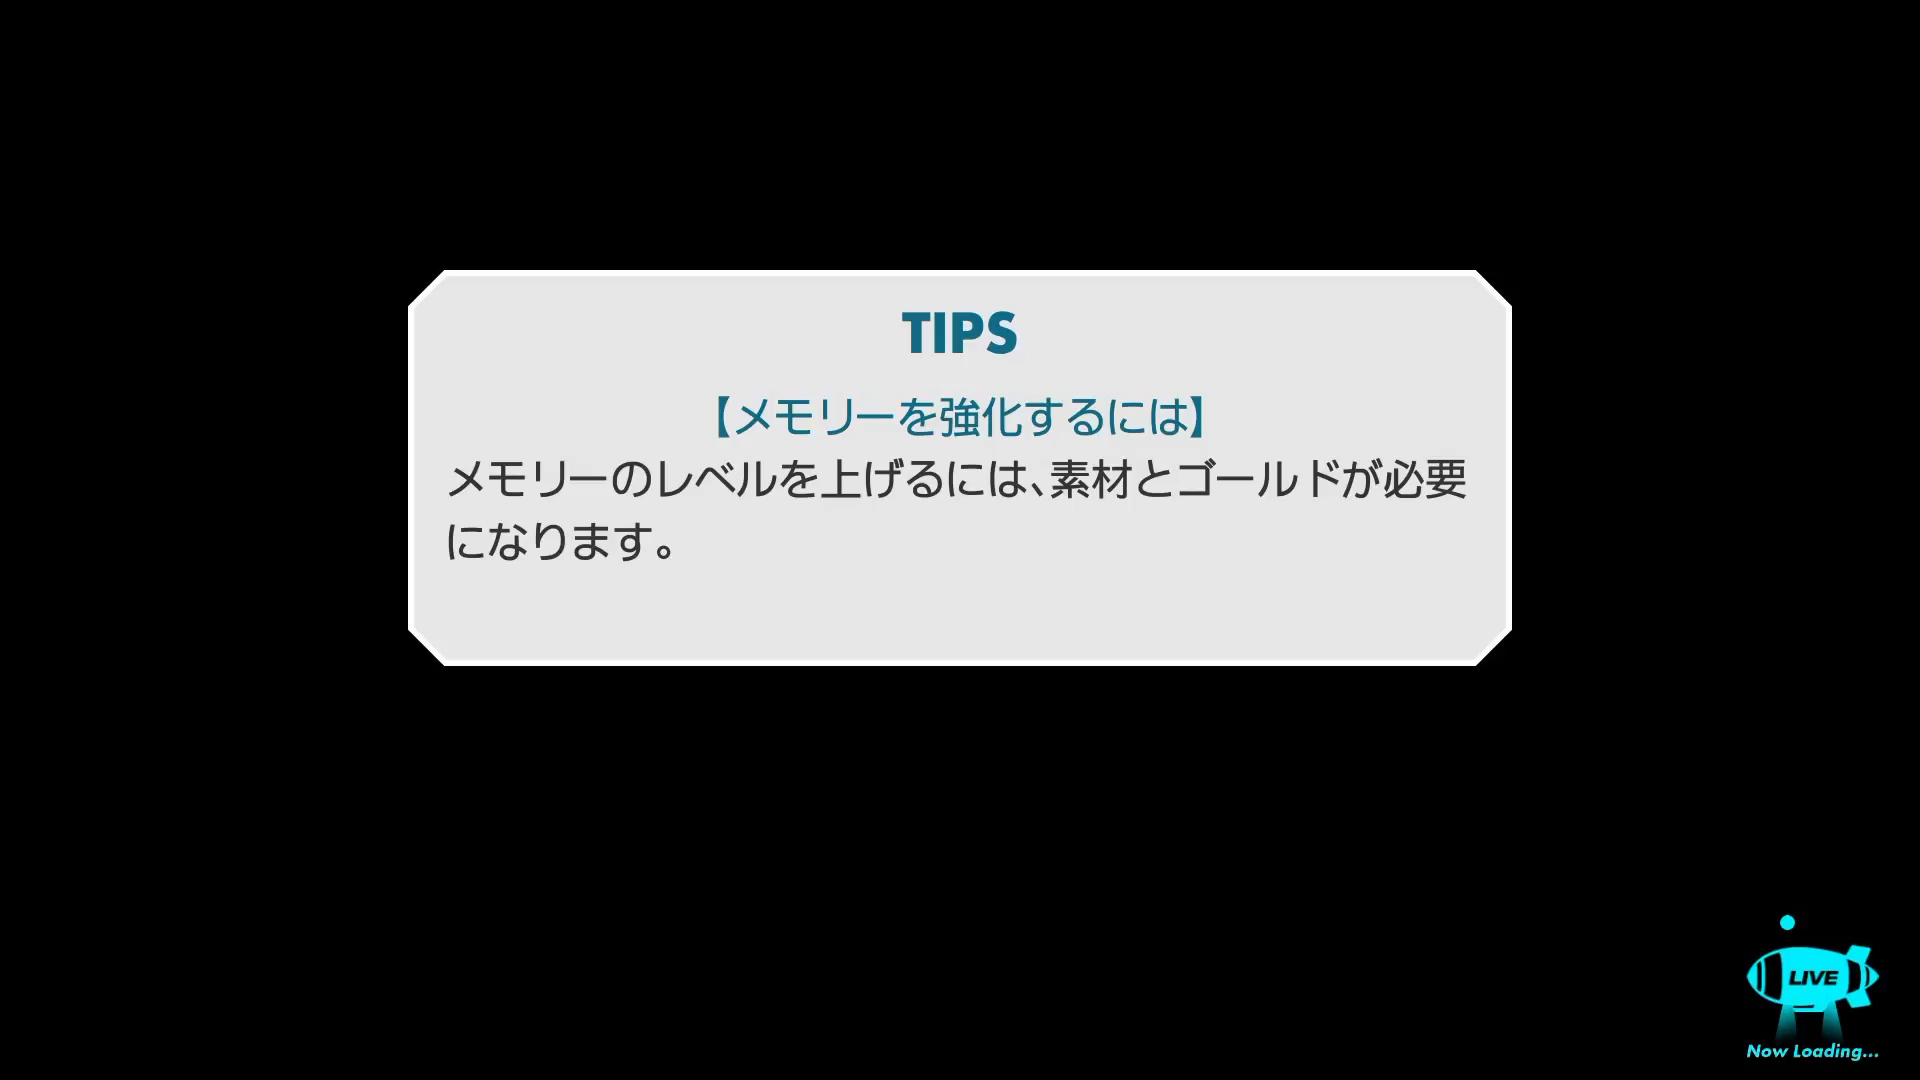 TIPS
【メモリーを強化するには】
メモリーのレベルを上げるには、素材とゴールドが必要
になります。
LIVE
Now Loading...